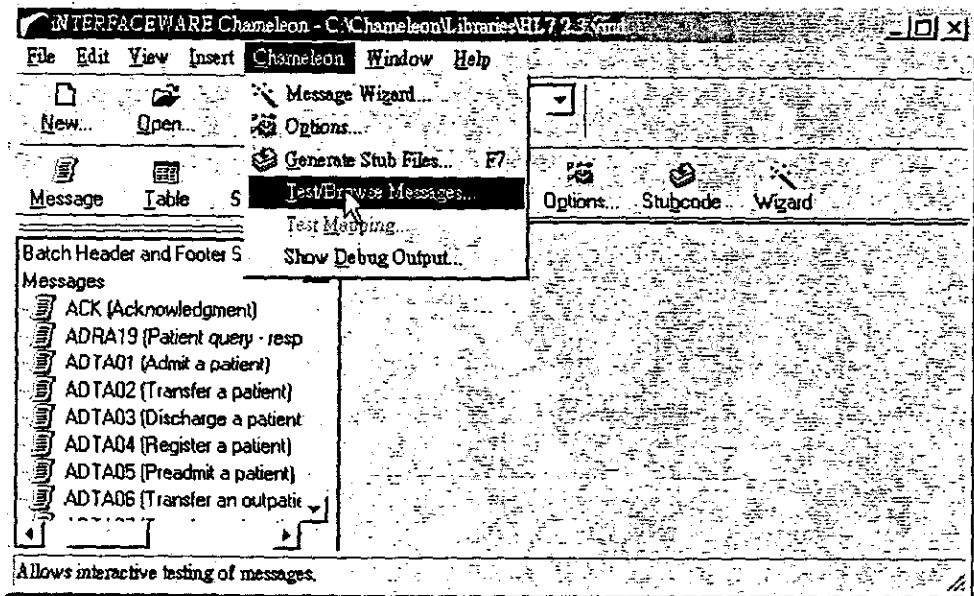 iNTERFACEWARE Chameleon - C:\Chameleon\Libraries\HL7 2.3.vmd
File Edit View Insert Chameleon Window Help
New... Open...
Message Wizard...
Options...
Generate Stub Files... F7
Test/Browse Messages...
Test Mapping...
Show Debug Output...
Message Table S
Options... Stubcode Wizard
Batch Header and Footer S
Messages
ACK (Acknowledgment)
ADRA19 (Patient query - resp
ADTA01 (Admit a patient)
ADTA02 (Transfer a patient)
ADTA03 (Discharge a patient
ADTA04 (Register a patient)
ADTA05 (Preadmit a patient)
ADTA06 (Transfer an outpatie
Allows interactive testing of messages.